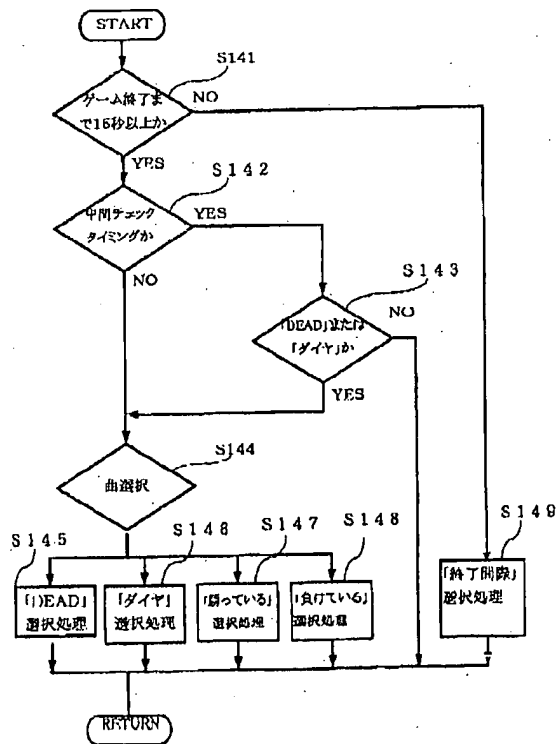 START
S141
ゲーム終了ま
で15秒以上か
NO
YES
S142
中間チェック
タイミングか
YES
NO
S143
「DEAD」または
「ダイヤ」か
NO
YES
S144
曲選択
S145
「DEAD」
選択処理
S146
「ダイヤ」
選択処理
S147
「勝っている」
選択処理
S148
「負けている」
選択処理
S149
「終了間際」
選択処理
RETURN